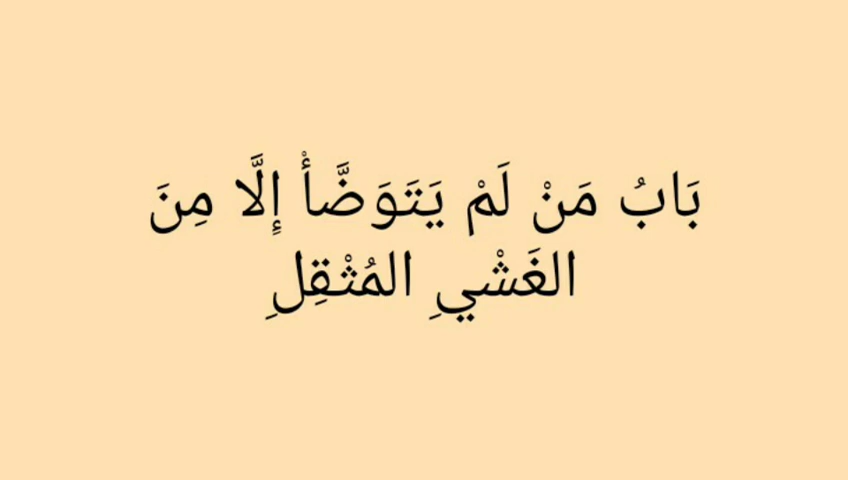 بَابُ مَنْ لَمْ يَتَوَضَّأْ إِلَّا مِنَ
الغَشْيِ المُثْقِلِ